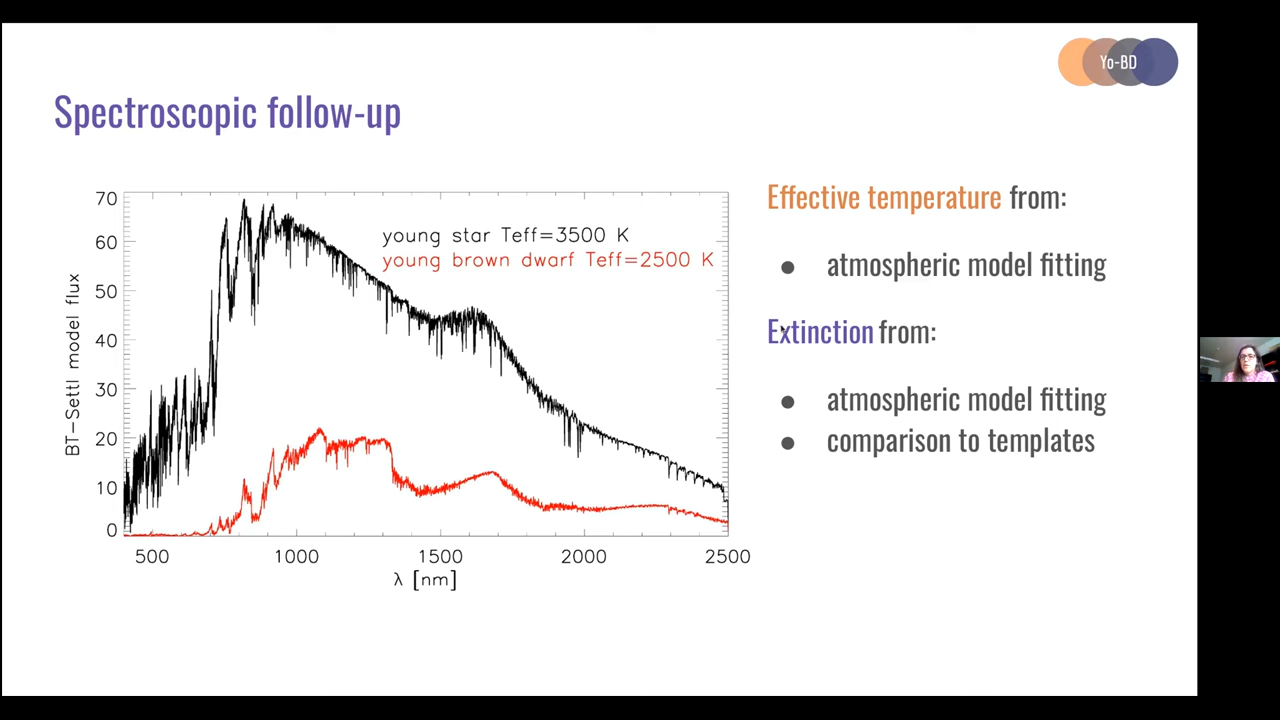 Yo-BD
Spectroscopic follow-up
70
60
50
40
30
20
10
0
BT-Settl model flux
young star Teff=3500 K
young brown dwarf Teff=2500 K
500 1000 1500 2000 2500
λ [nm]
Effective temperature from:
● atmospheric model fitting
Extinction from:
● atmospheric model fitting
● comparison to templates